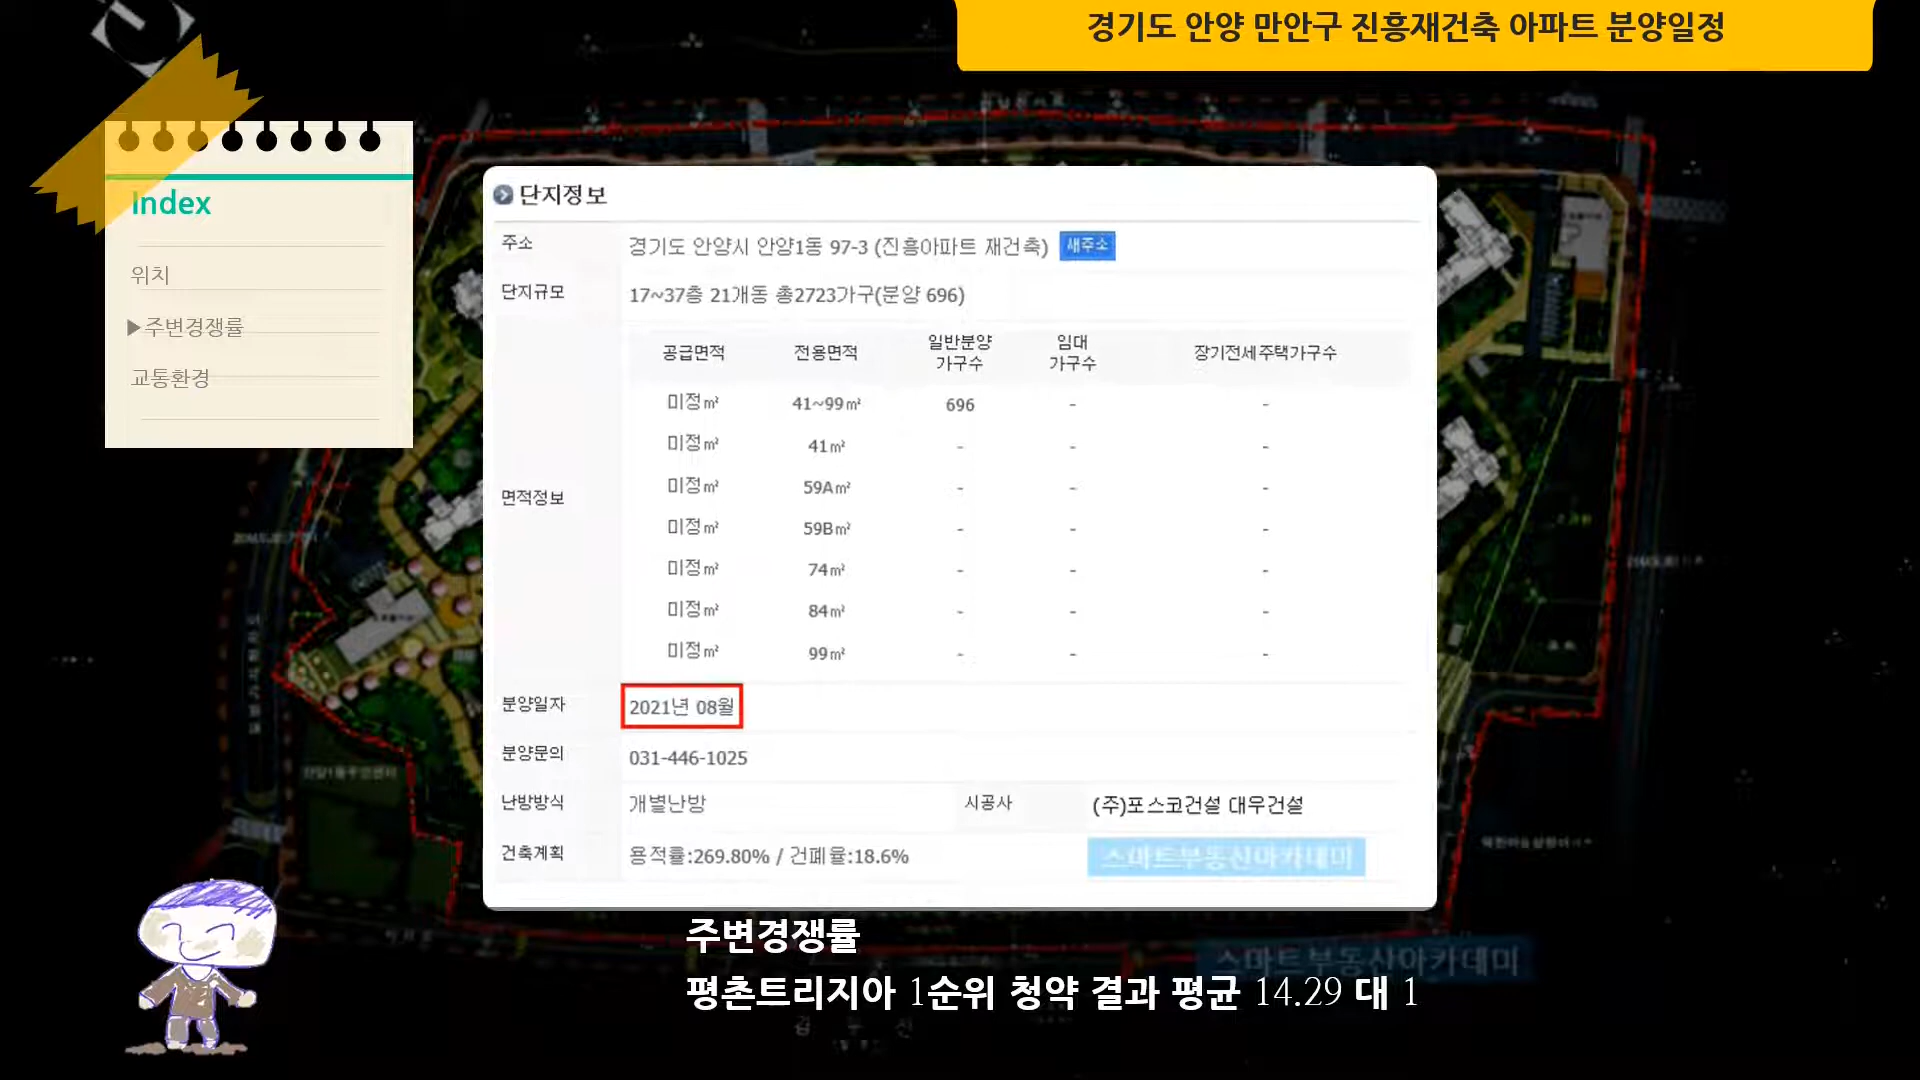 경기도 안양 만안구 진흥재건축 아파트 분양일정
Index
위치
▶주변경쟁률
교통환경
단지정보
주소 경기도 안양시 안양1동 97-3 (진흥아파트 재건축) 새주소
단지규모 17~37층 21개동 총2723가구(분양 696)
공급면적 전용면적 일반분양 가구수 임대 가구수 장기전세주택가구수
미정㎡ 41~99㎡ 696 - -
미정㎡ 41㎡ - - -
미정㎡ 59A㎡ - - -
면적정보
미정㎡ 59B㎡ - - -
미정㎡ 74㎡ - - -
미정㎡ 84㎡ - - -
미정㎡ 99㎡ - - -
분양일자 2021년 08월
분양문의 031-446-1025
난방방식 개별난방 시공사 (주)포스코건설 대우건설
건축계획 용적률:269.80% / 건폐율:18.6%
스마트부동산아카데미
주변경쟁률
스마트부동산아카데미
평촌트리지아 1순위 청약 결과 평균 14.29 대 1